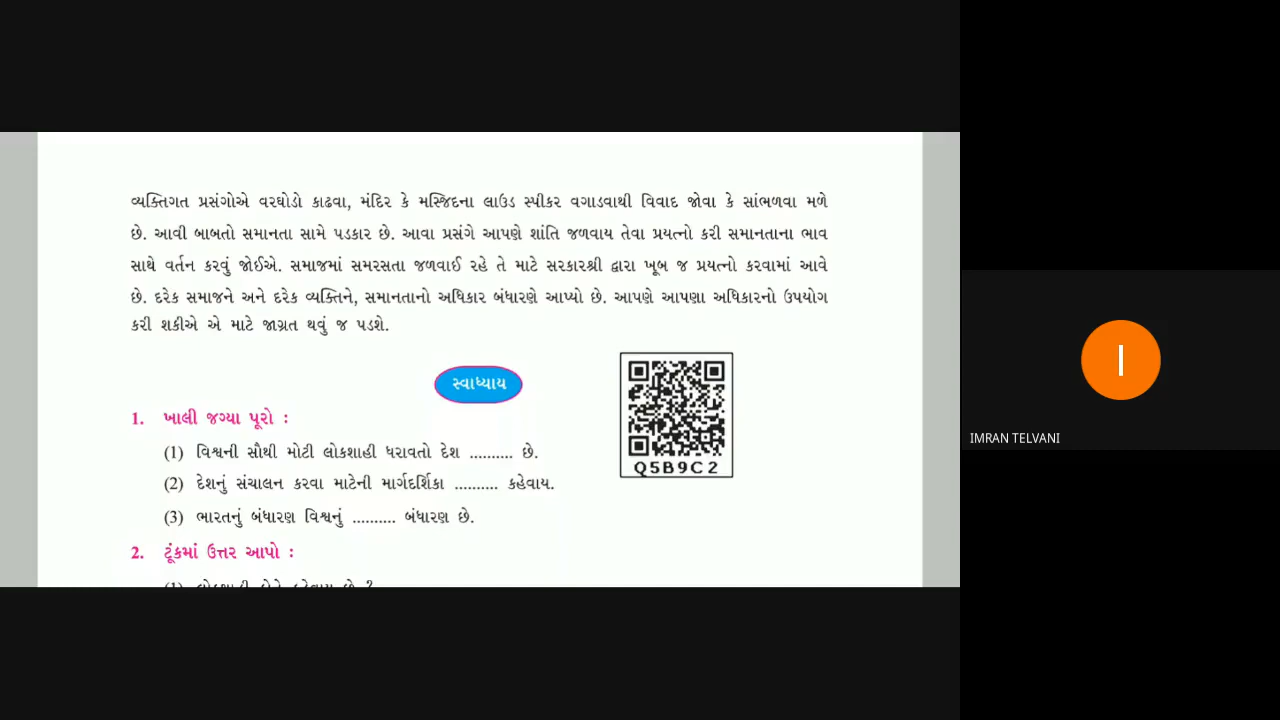 વ્યક્તિગત પ્રસંગોએ વરઘોડો કાઢવા, મંદિર કે મસ્જિદના લાઉડ સ્પીકર વગાડવાથી વિવાદ જોવા કે સાંભળવા મળે
છે. આવી બાબતો સમાનતા સામે પડકાર છે. આવા પ્રસંગે આપણે શાંતિ જળવાય તેવા પ્રયત્નો કરી સમાનતાના ભાવ
સાથે વર્તન કરવું જોઈએ. સમાજમાં સમરસતા જળવાઈ રહે તે માટે સરકારશ્રી દ્વારા ખૂબ જ પ્રયત્નો કરવામાં આવે
છે. દરેક સમાજને અને દરેક વ્યક્તિને, સમાનતાનો અધિકાર બંધારણે આપ્યો છે. આપણે આપણા અધિકારનો ઉપયોગ
કરી શકીએ એ માટે જાગ્રત થવું જ પડશે.
સ્વાધ્યાય
1. ખાલી જગ્યા પૂરો :
(1) વિશ્વની સૌથી મોટી લોકશાહી ધરાવતો દેશ .......... છે.
(2) દેશનું સંચાલન કરવા માટેની માર્ગદર્શિકા .......... કહેવાય.
(3) ભારતનું બંધારણ વિશ્વનું .......... બંધારણ છે.
Q5B9C2
2. ટૂંકમાં ઉત્તર આપો :
(1) લોકશાહી કોને કહેવાય છે ?
I
IMRAN TELVANI